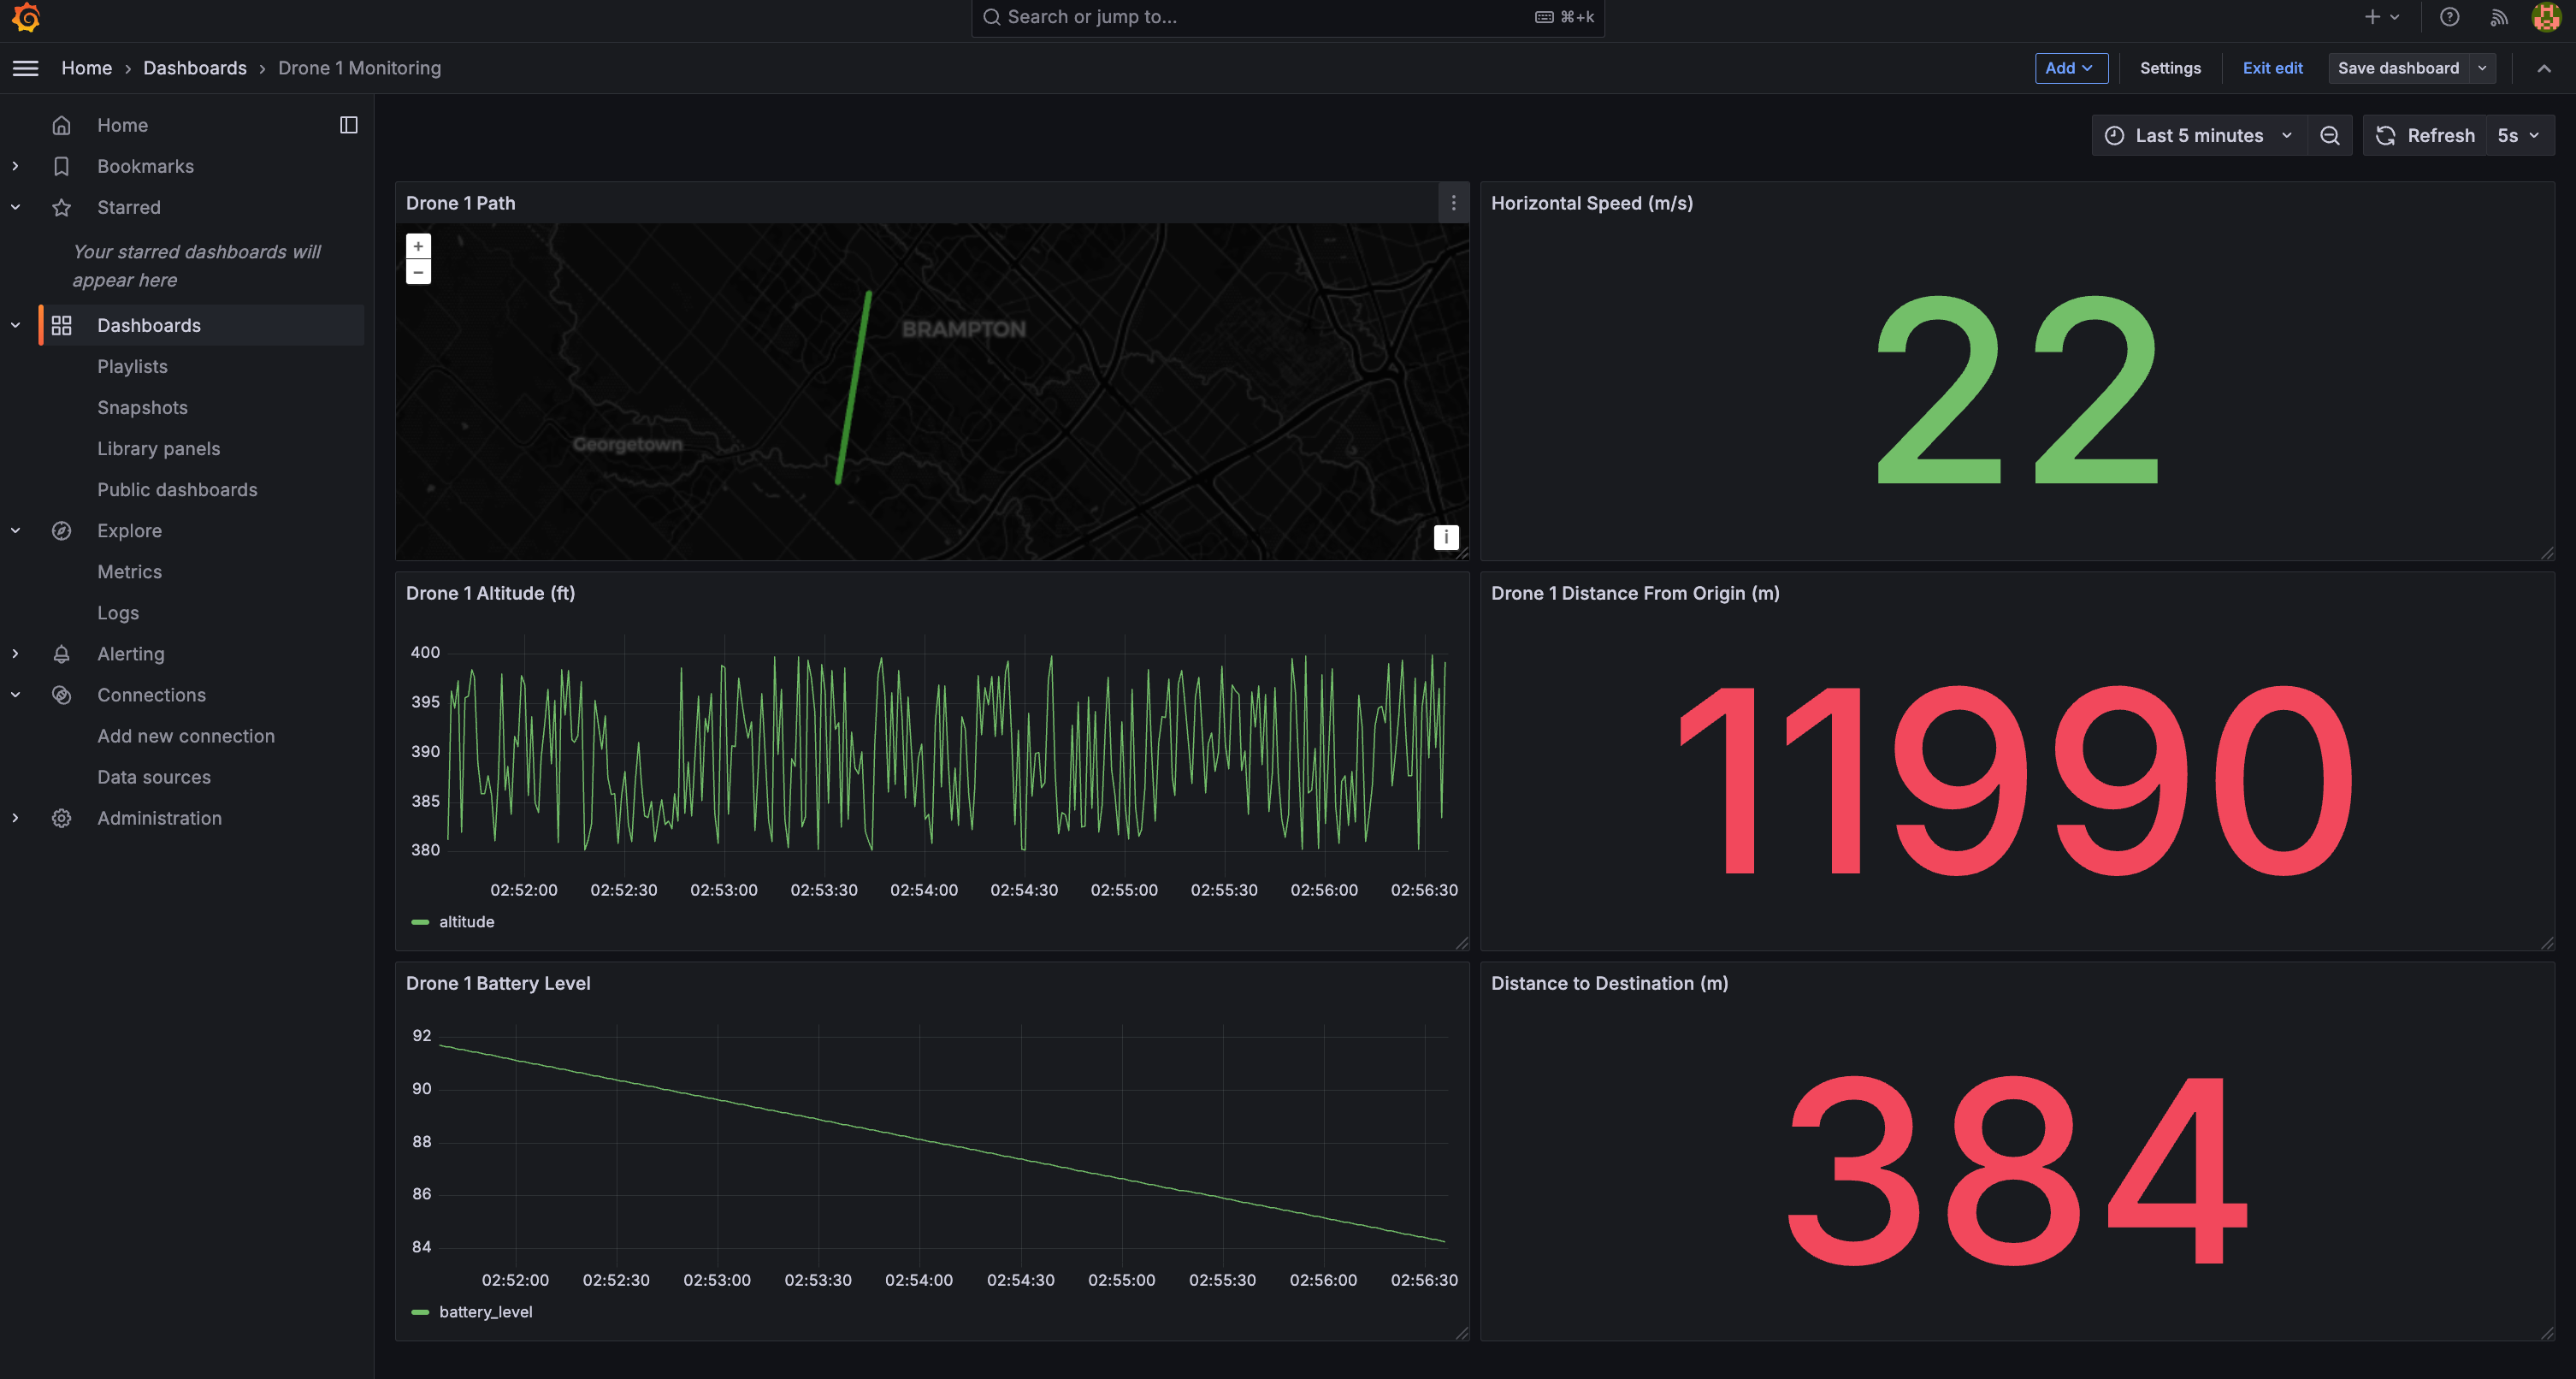 Search or jump to... ⌘+k
Home › Dashboards › Drone 1 Monitoring
Add
Settings
Exit edit
Save dashboard
Home
Bookmarks
Starred
Your starred dashboards will
appear here
Dashboards
Playlists
Snapshots
Library panels
Public dashboards
Explore
Metrics
Logs
Alerting
Connections
Add new connection
Data sources
Administration
Last 5 minutes
Refresh 5s
Drone 1 Path
+
−
BRAMPTON
Georgetown
i
Horizontal Speed (m/s)
22
Drone 1 Altitude (ft)
400
395
390
385
380
02:52:00 02:52:30 02:53:00 02:53:30 02:54:00 02:54:30 02:55:00 02:55:30 02:56:00 02:56:30
altitude
Drone 1 Distance From Origin (m)
11990
Drone 1 Battery Level
92
90
88
86
84
02:52:00 02:52:30 02:53:00 02:53:30 02:54:00 02:54:30 02:55:00 02:55:30 02:56:00 02:56:30
battery_level
Distance to Destination (m)
384